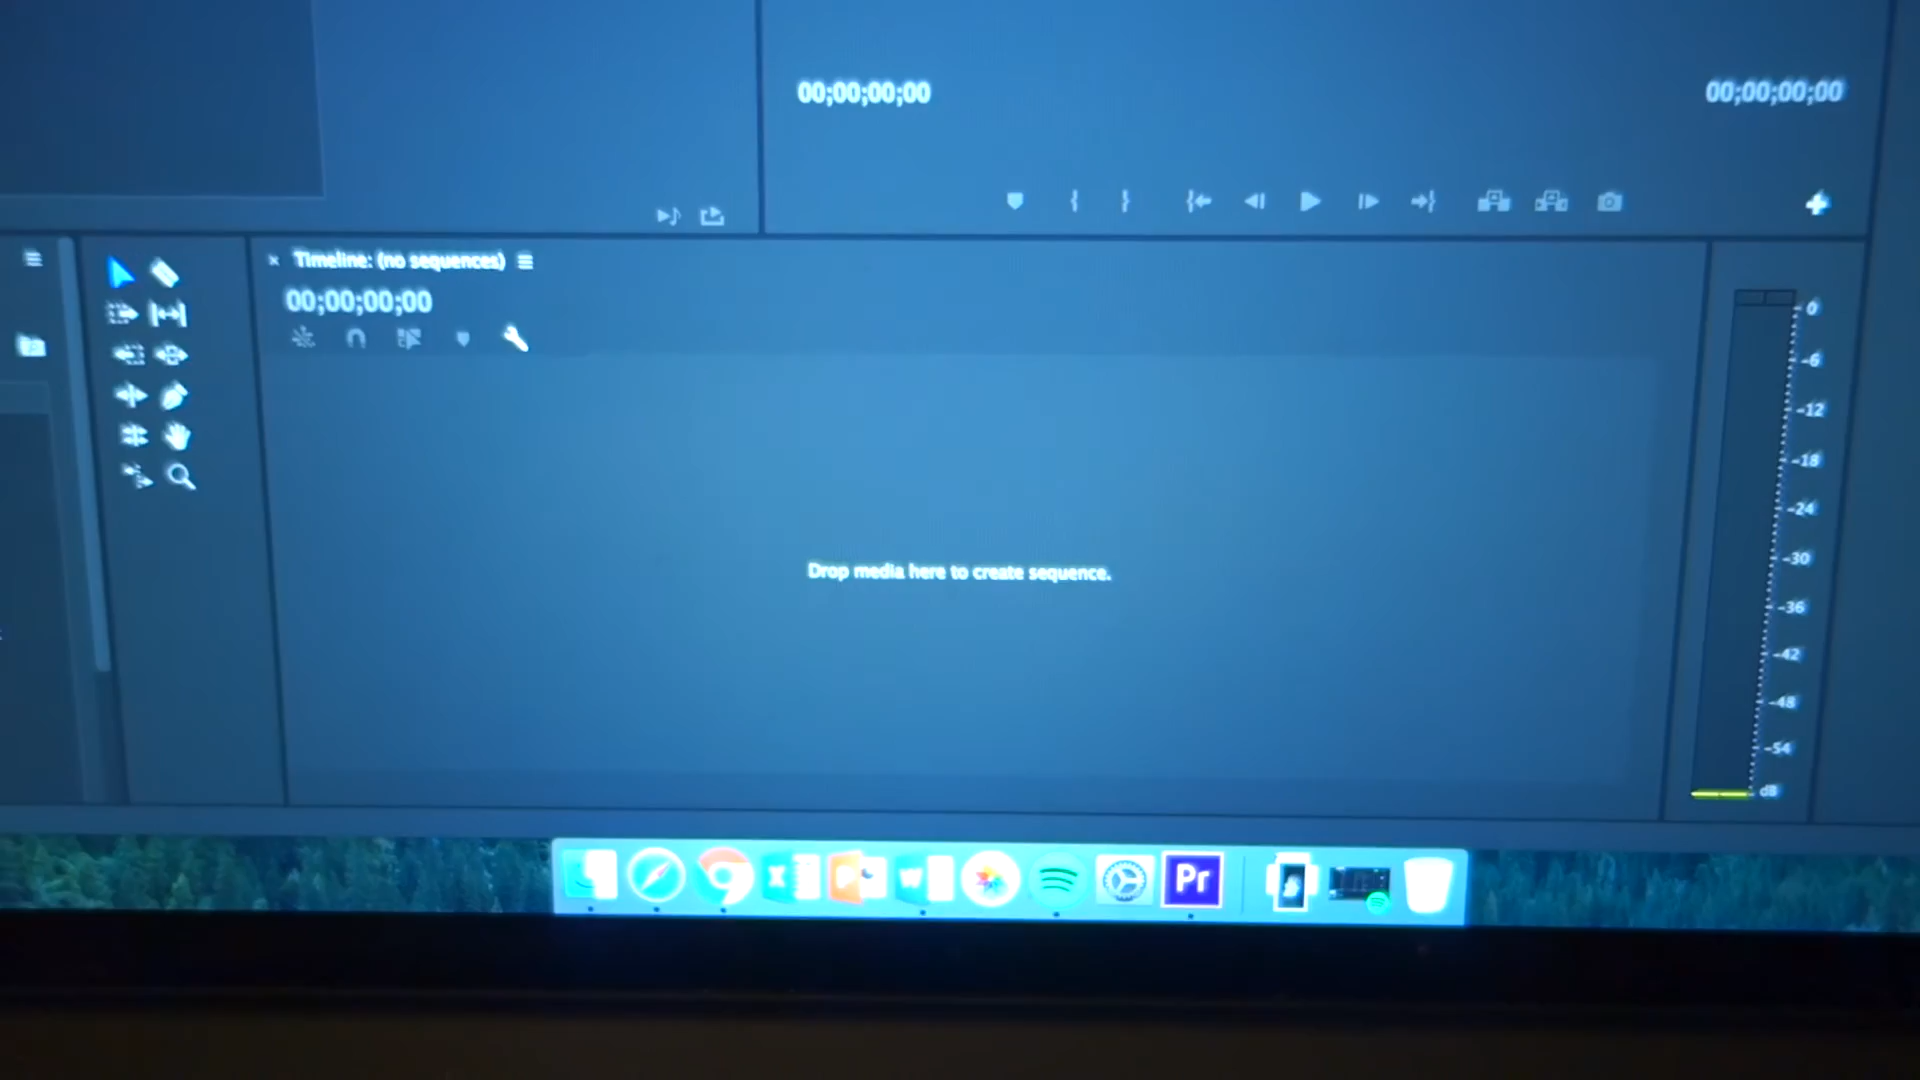 00;00;00;00
00;00;00;00
Timeline: (no sequences)
00;00;00;00
Drop media here to create sequence.
0
-6
-12
-18
-24
-30
-36
-42
-48
-54
dB
X
P
W
Pr